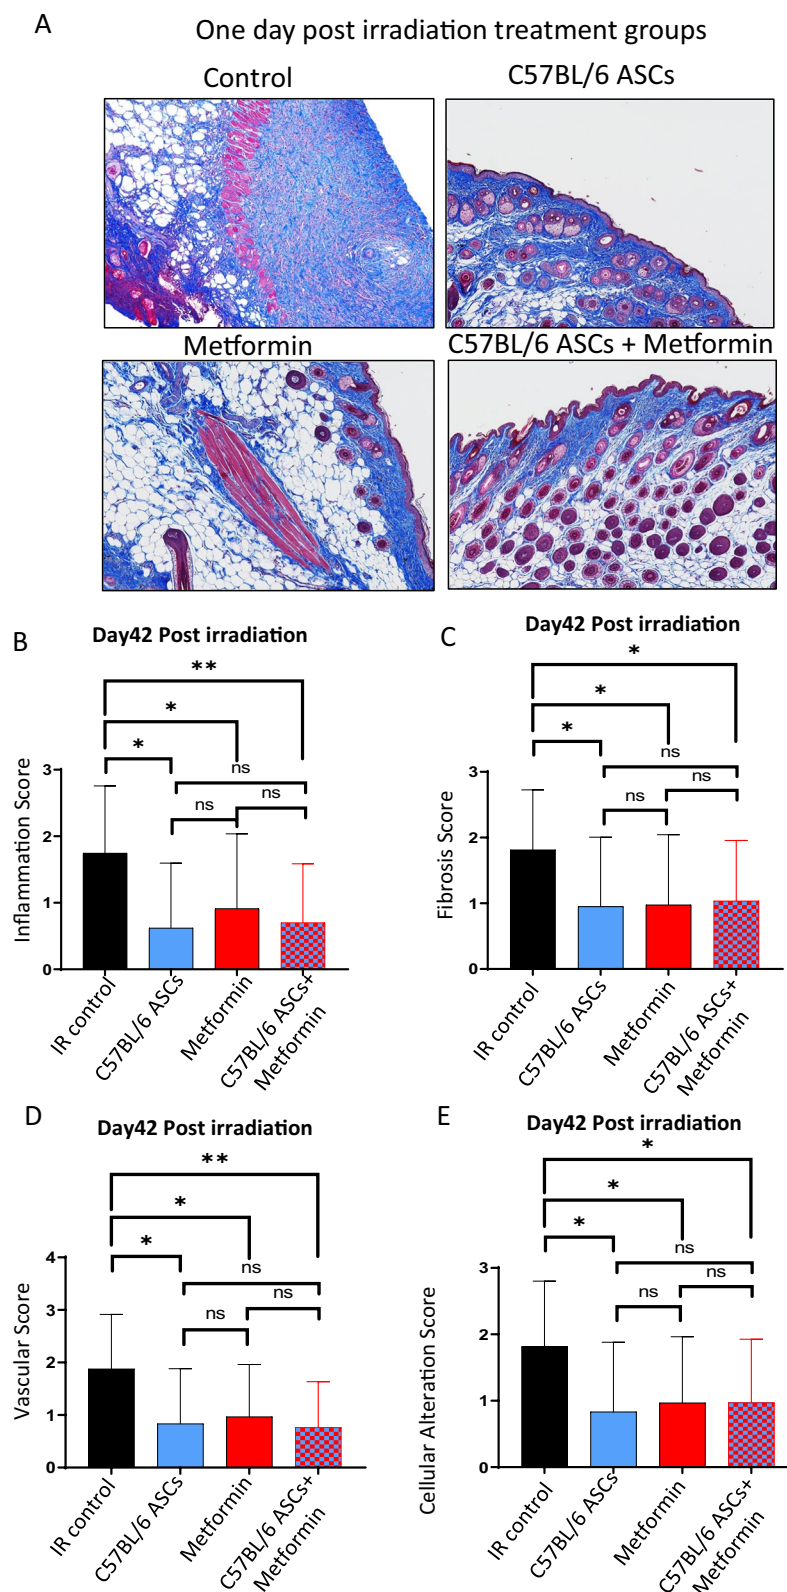 A
One day post irradiation treatment groups
Control
C57BL/6 ASCs
Metformin
C57BL/6 ASCs + Metformin
B
Day42 Post irradiation
**
*
*
ns
ns
ns
3
2
1
0
Inflammation Score
IR control
C57BL/6 ASCs
Metformin
C57BL/6 ASCs+
Metformin
C
Day42 Post irradiation
*
*
*
ns
ns
ns
3
2
1
0
Fibrosis Score
IR control
C57BL/6 ASCs
Metformin
C57BL/6 ASCs+
Metformin
D
Day42 Post irradiation
**
*
*
ns
ns
ns
4
3
2
1
0
Vascular Score
IR control
C57BL/6 ASCs
Metformin
C57BL/6 ASCs+
Metformin
E
Day42 Post irradiation
*
*
*
ns
ns
ns
3
2
1
0
Cellular Alteration Score
IR control
C57BL/6 ASCs
Metformin
C57BL/6 ASCs+
Metformin